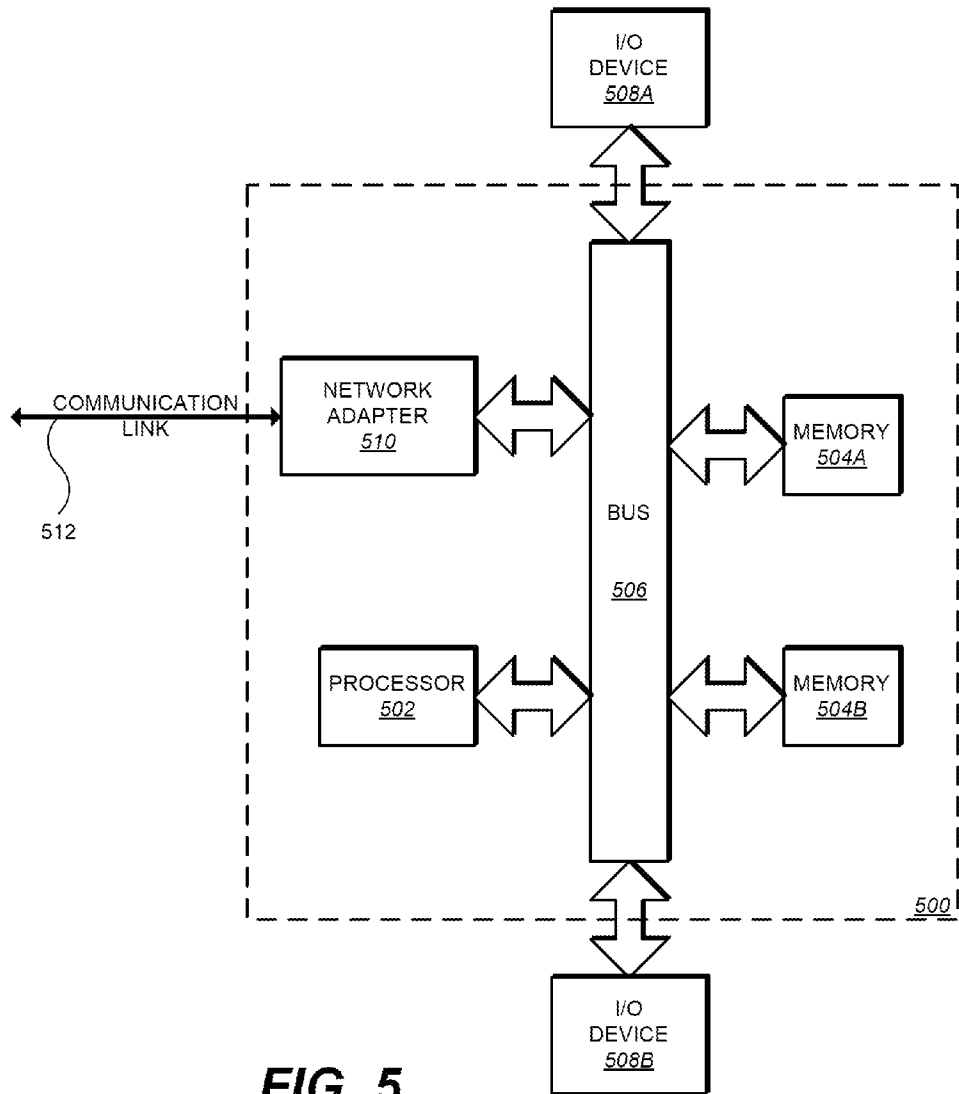 I/O
DEVICE
508A
NETWORK
ADAPTER
510
COMMUNICATION
LINK
512
MEMORY
504A
BUS
506
PROCESSOR
502
MEMORY
504B
500
I/O
DEVICE
508B
FIG. 5